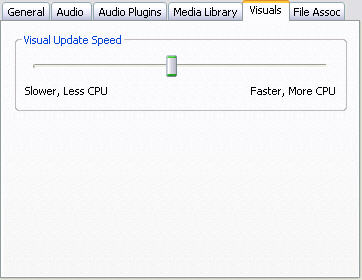 General Audio Audio Plugins Media Library Visuals File Assoc
Visual Update Speed
Slower, Less CPU Faster, More CPU